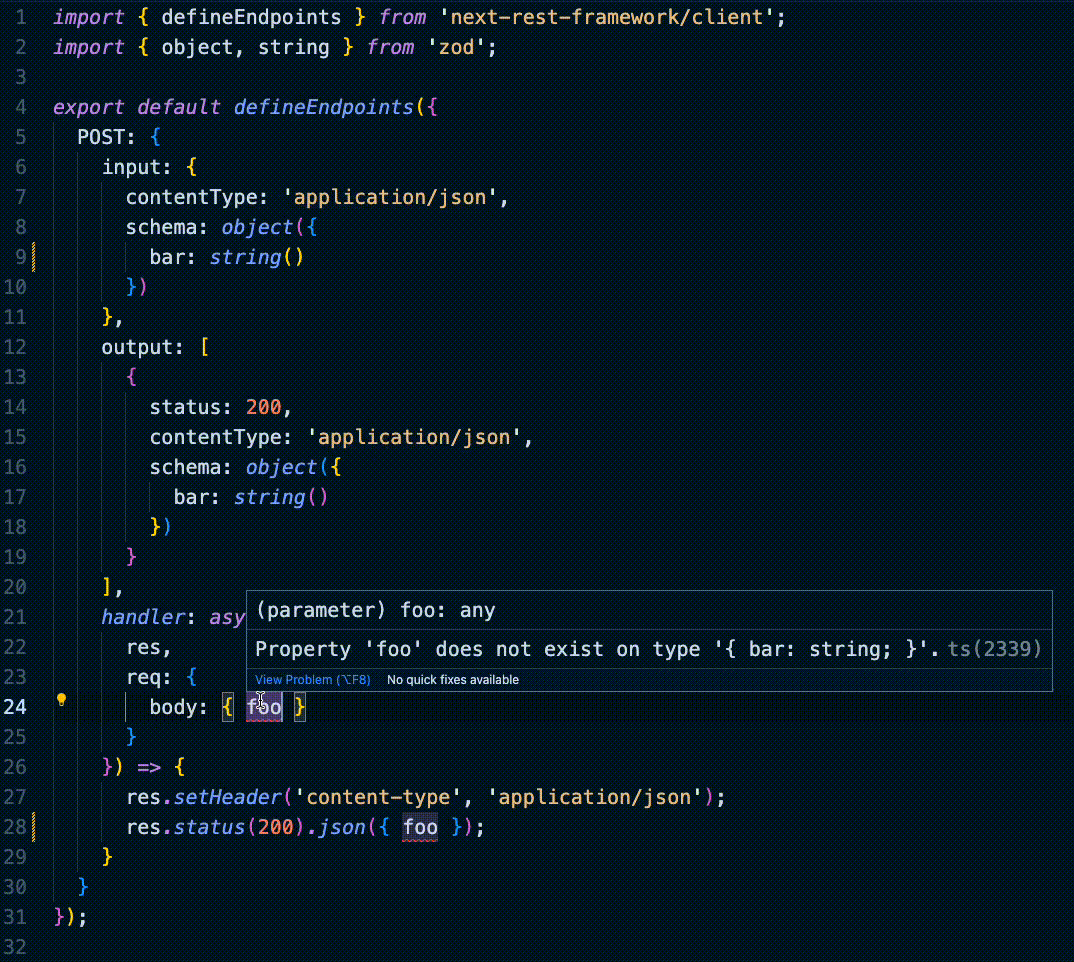 1 import { defineEndpoints } from 'next-rest-framework/client';
2 import { object, string } from 'zod';
3
4 export default defineEndpoints({
5   POST: {
6     input: {
7       contentType: 'application/json',
8       schema: object({
9         bar: string()
10       })
11     },
12     output: [
13       {
14         status: 200,
15         contentType: 'application/json',
16         schema: object({
17           bar: string()
18         })
19       }
20     ],
21     handler: asy
(parameter) foo: any
22       res,
Property 'foo' does not exist on type '{ bar: string; }'. ts(2339)
23       req: {
View Problem (⌥F8) No quick fixes available
24         body: { foo }
25       }
26     }) => {
27       res.setHeader('content-type', 'application/json');
28       res.status(200).json({ foo });
29     }
30   }
31 });
32